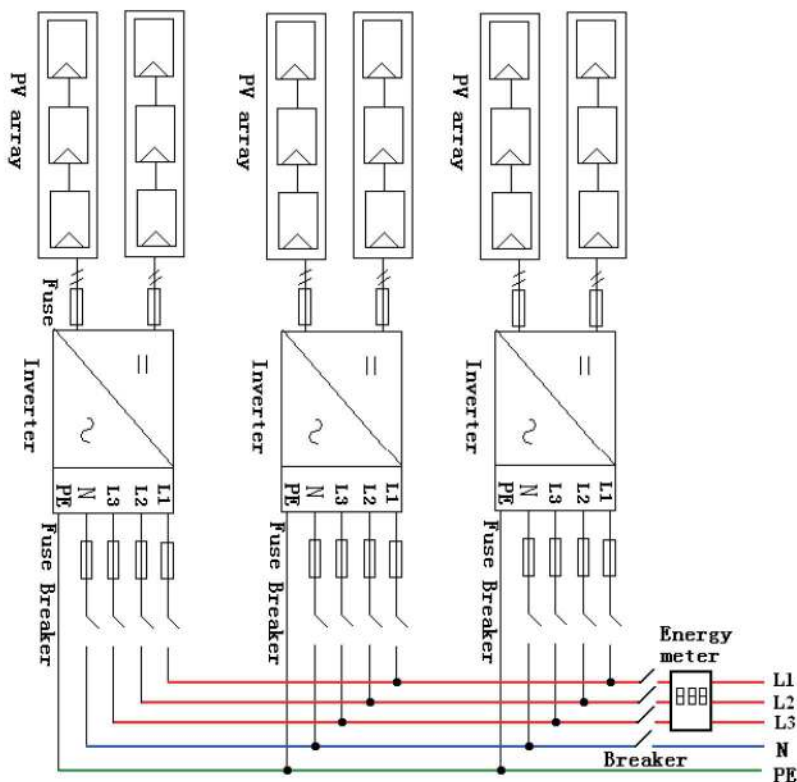 PV array
PV array
PV array
Fuse
Inverter
Inverter
Inverter
PE N L3 L2 L1
PE N L3 L2 L1
PE N L3 L2 L1
Fuse Breaker
Fuse Breaker
Fuse Breaker
Energy
meter
L1
L2
L3
N
Breaker
PE